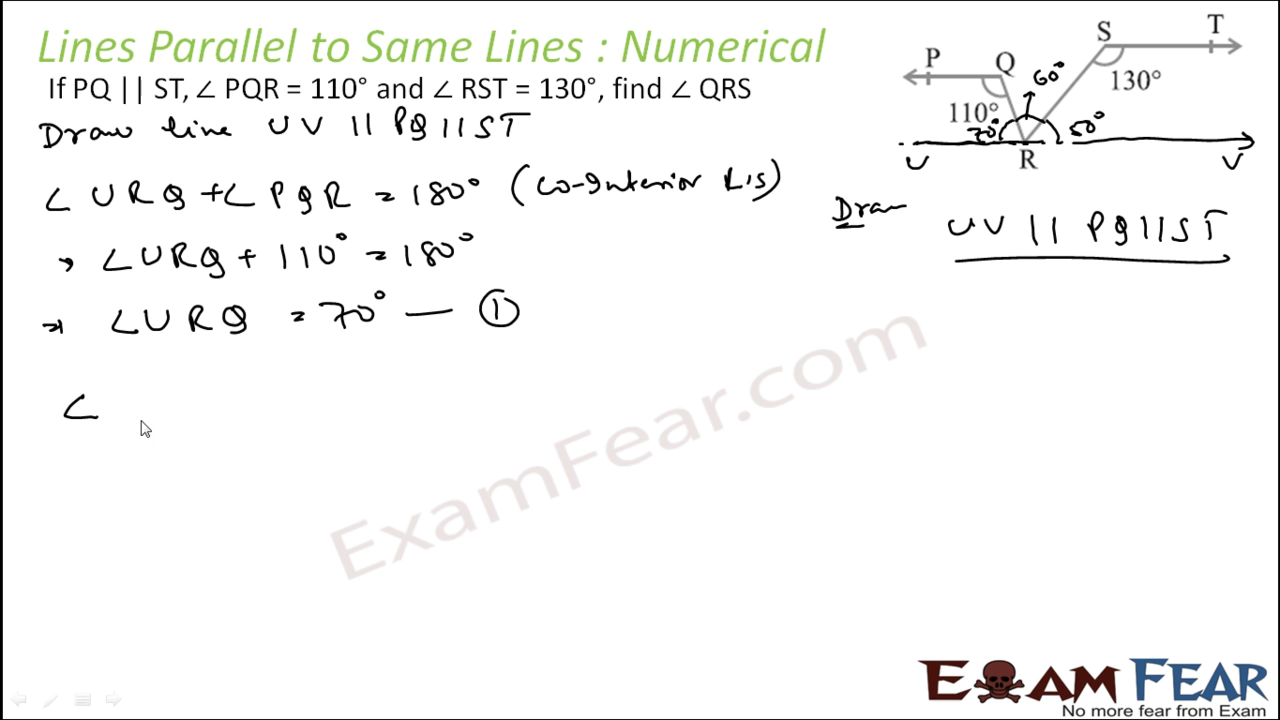 Lines Parallel to Same Lines : Numerical
If PQ || ST, ∠ PQR = 110° and ∠ RST = 130°, find ∠ QRS
Draw line UV || PQ || ST
∠URQ + ∠PQR = 180° (Co-Interior ∠'s)
→ ∠URQ + 110° = 180°
⇒ ∠URQ = 70° — ①
∠
P
Q
S
T
60°
130°
110°
70°
50°
U
R
V
Draw
UV || PQ || ST
ExamFear.com
EXAM FEAR
No more fear from Exam